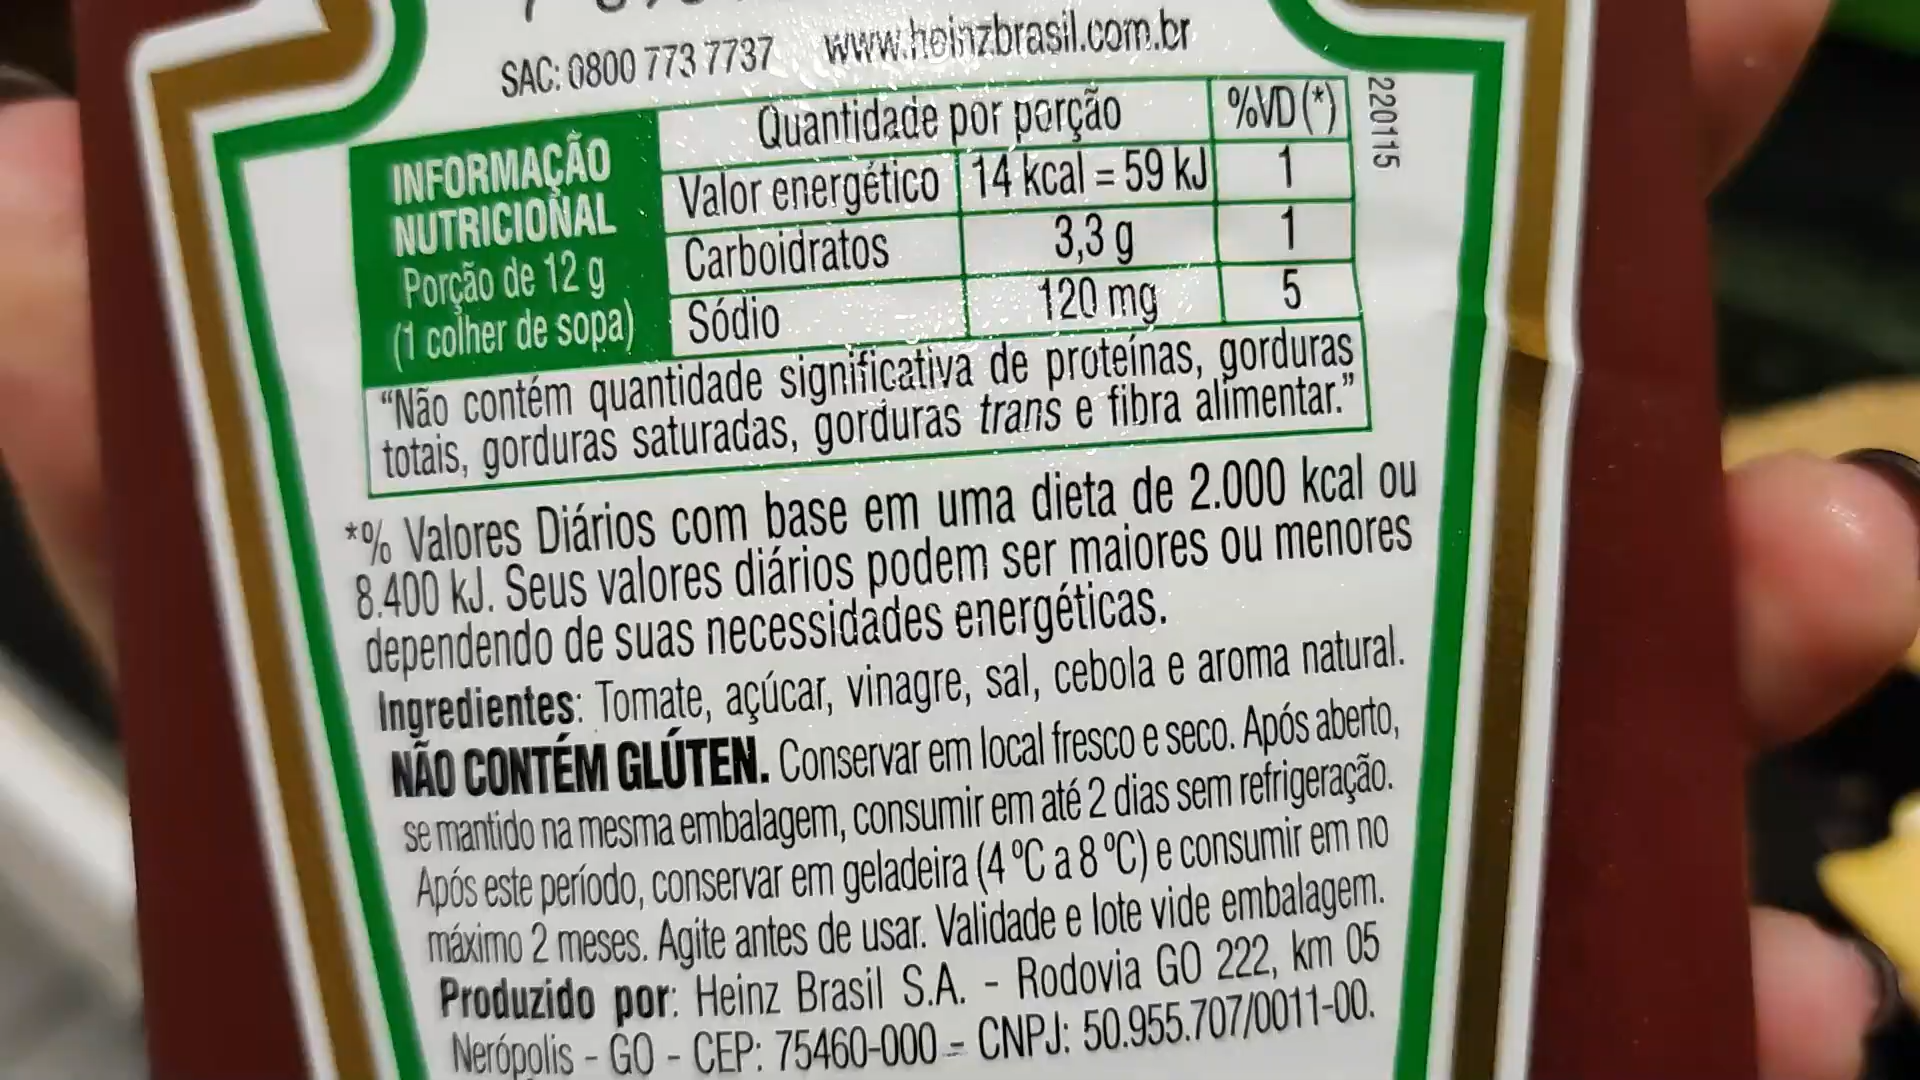 SAC: 0800 773 7737 www.heinzbrasil.com.br
INFORMAÇÃO
NUTRICIONAL
Porção de 12 g
(1 colher de sopa)
Quantidade por porção %VD (*)
Valor energético 14 kcal = 59 kJ 1
Carboidratos 3,3 g 1
Sódio 120 mg 5
220115
“Não contém quantidade significativa de proteínas, gorduras
totais, gorduras saturadas, gorduras trans e fibra alimentar.”
*% Valores Diários com base em uma dieta de 2.000 kcal ou
8.400 kJ. Seus valores diários podem ser maiores ou menores
dependendo de suas necessidades energéticas.
Ingredientes: Tomate, açúcar, vinagre, sal, cebola e aroma natural.
NÃO CONTÉM GLÚTEN. Conservar em local fresco e seco. Após aberto,
se mantido na mesma embalagem, consumir em até 2 dias sem refrigeração.
Após este período, conservar em geladeira (4 ºC a 8 ºC) e consumir em no
máximo 2 meses. Agite antes de usar. Validade e lote vide embalagem.
Produzido por: Heinz Brasil S.A. - Rodovia GO 222, km 05
Nerópolis - GO - CEP: 75460-000 - CNPJ: 50.955.707/0011-00.